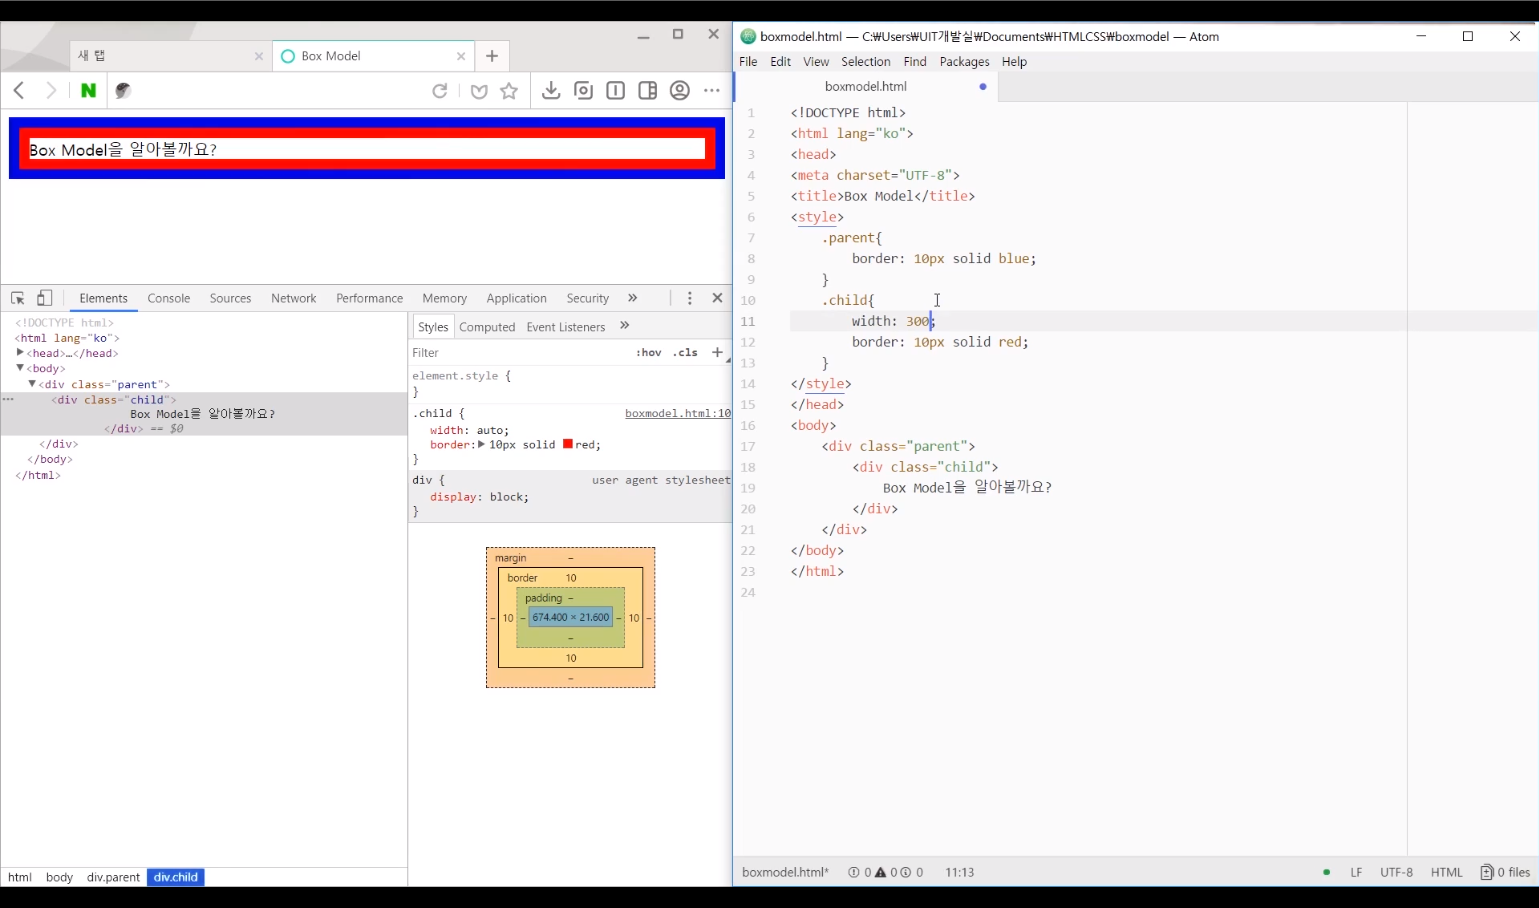 새 탭
Box Model
N
Box Model을 알아볼까요?
Elements Console Sources Network Performance Memory Application Security »
<!DOCTYPE html>
<html lang="ko">
<head>…</head>
<body>
<div class="parent">
<div class="child">
Box Model을 알아볼까요?
</div> == $0
</div>
</body>
</html>
html body div.parent div.child
Styles Computed Event Listeners »
Filter :hov .cls +
element.style {
}
.child { boxmodel.html:10
width: auto;
border: 10px solid red;
}
div { user agent stylesheet
display: block;
}
margin –
border 10
padding –
– 10 – 674.400 × 21.600 – 10 –
–
10
–
boxmodel.html — C:₩Users₩UIT개발실₩Documents₩HTMLCSS₩boxmodel — Atom
File Edit View Selection Find Packages Help
boxmodel.html
1 <!DOCTYPE html>
2 <html lang="ko">
3 <head>
4 <meta charset="UTF-8">
5 <title>Box Model</title>
6 <style>
7 .parent{
8 border: 10px solid blue;
9 }
10 .child{
11 width: 300;
12 border: 10px solid red;
13 }
14 </style>
15 </head>
16 <body>
17 <div class="parent">
18 <div class="child">
19 Box Model을 알아볼까요?
20 </div>
21 </div>
22 </body>
23 </html>
24
boxmodel.html* 0 0 0 11:13 LF UTF-8 HTML 0 files